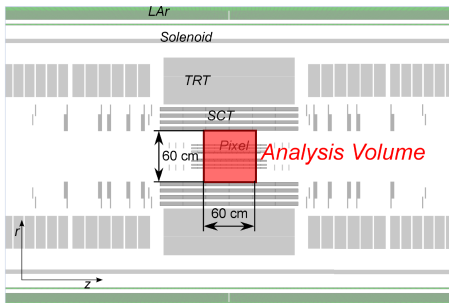 LAr
Solenoid
TRT
SCT
Pixel
60 cm
Analysis Volume
60 cm
r
z